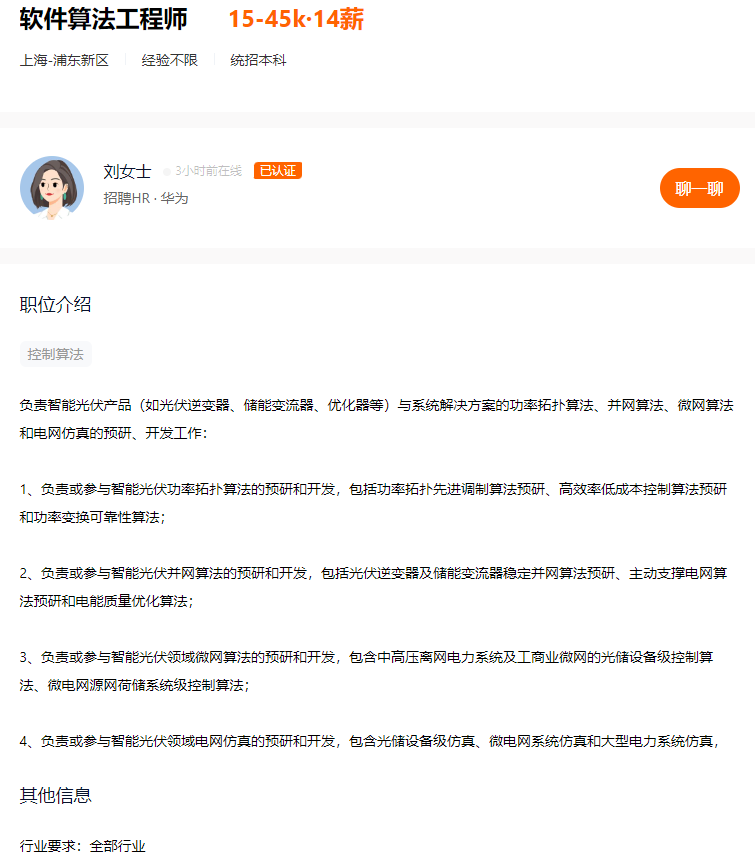 软件算法工程师 15-45k·14薪
上海-浦东新区 经验不限 统招本科
刘女士 3小时前在线 已认证
招聘HR · 华为
聊一聊
职位介绍
控制算法
负责智能光伏产品（如光伏逆变器、储能变流器、优化器等）与系统解决方案的功率拓扑算法、并网算法、微网算法
和电网仿真的预研、开发工作：
1、负责或参与智能光伏功率拓扑算法的预研和开发，包括功率拓扑先进调制算法预研、高效率低成本控制算法预研
和功率变换可靠性算法；
2、负责或参与智能光伏并网算法的预研和开发，包括光伏逆变器及储能变流器稳定并网算法预研、主动支撑电网算
法预研和电能质量优化算法；
3、负责或参与智能光伏领域微网算法的预研和开发，包含中高压离网电力系统及工商业微网的光储设备级控制算
法、微电网源网荷储系统级控制算法；
4、负责或参与智能光伏领域电网仿真的预研和开发，包含光储设备级仿真、微电网系统仿真和大型电力系统仿真，
其他信息
行业要求：全部行业